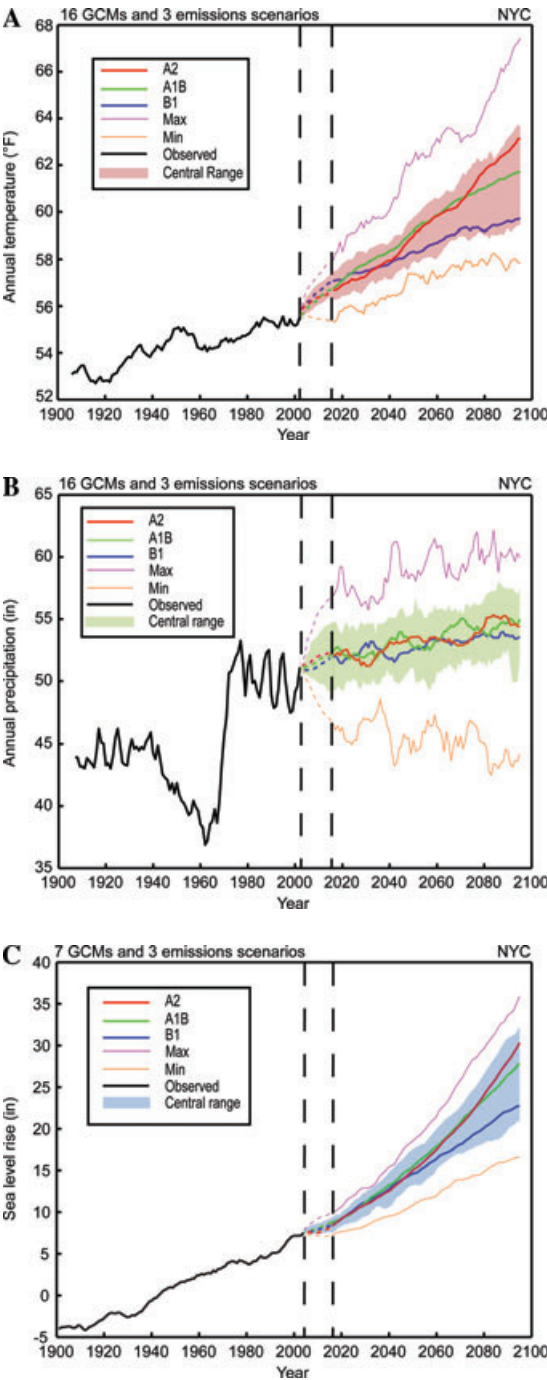 A
16 GCMs and 3 emissions scenarios NYC
68
66
64
62
60
58
56
54
52
Annual temperature (°F)
A2
A1B
B1
Max
Min
Observed
Central Range
1900 1920 1940 1960 1980 2000 2020 2040 2060 2080 2100
Year
B
16 GCMs and 3 emissions scenarios NYC
65
60
55
50
45
40
35
Annual precipitation (in)
A2
A1B
B1
Max
Min
Observed
Central range
1900 1920 1940 1960 1980 2000 2020 2040 2060 2080 2100
Year
C
7 GCMs and 3 emissions scenarios NYC
40
35
30
25
20
15
10
5
0
-5
Sea level rise (in)
A2
A1B
B1
Max
Min
Observed
Central range
1900 1920 1940 1960 1980 2000 2020 2040 2060 2080 2100
Year